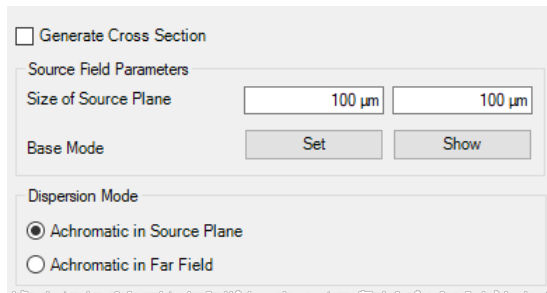 Generate Cross Section
Source Field Parameters
Size of Source Plane 100 µm 100 µm
Base Mode Set Show
Dispersion Mode
Achromatic in Source Plane
Achromatic in Far Field